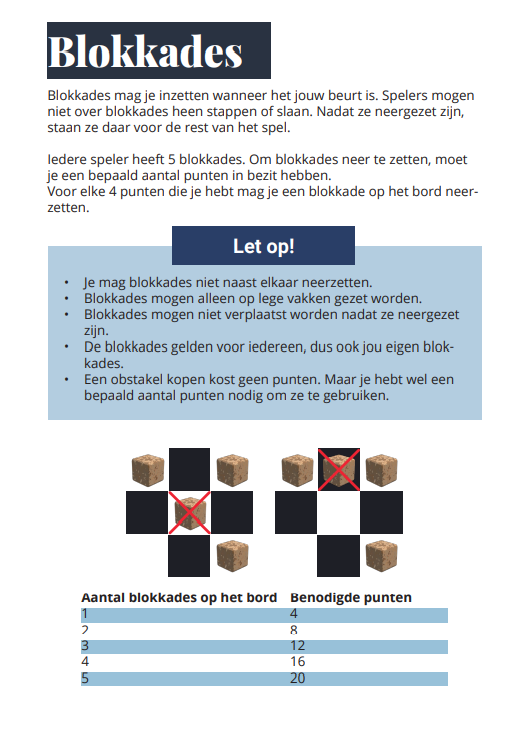 Blokkades
Blokkades mag je inzetten wanneer het jouw beurt is. Spelers mogen
niet over blokkades heen stappen of slaan. Nadat ze neergezet zijn,
staan ze daar voor de rest van het spel.
Iedere speler heeft 5 blokkades. Om blokkades neer te zetten, moet
je een bepaald aantal punten in bezit hebben.
Voor elke 4 punten die je hebt mag je een blokkade op het bord neer-
zetten.
Let op!
• Je mag blokkades niet naast elkaar neerzetten.
• Blokkades mogen alleen op lege vakken gezet worden.
• Blokkades mogen niet verplaatst worden nadat ze neergezet
zijn.
• De blokkades gelden voor iedereen, dus ook jou eigen blok-
kades.
• Een obstakel kopen kost geen punten. Maar je hebt wel een
bepaald aantal punten nodig om ze te gebruiken.
Aantal blokkades op het bord Benodigde punten
1 4
2 8
3 12
4 16
5 20